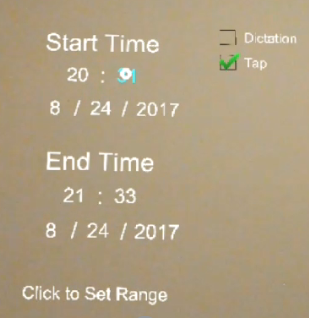 Start Time
20 :
8 / 24 / 2017
End Time
21 : 33
8 / 24 / 2017
Click to Set Range
Dictation
Tap